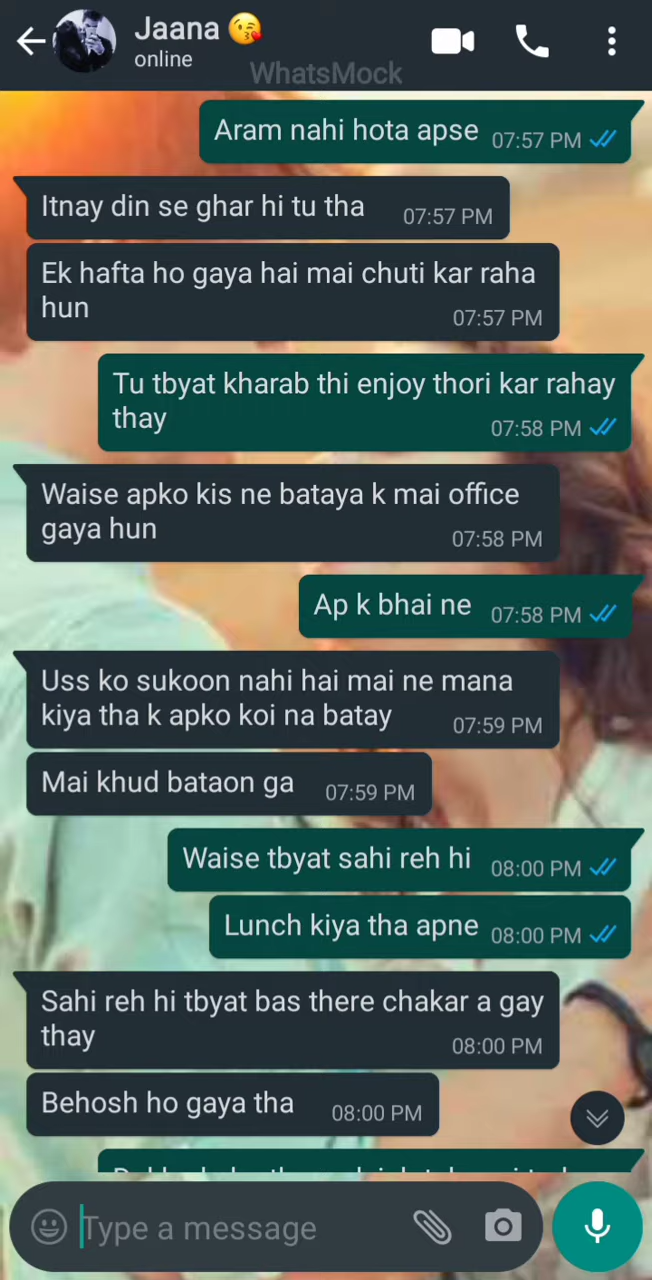 Jaana 😘
online
WhatsMock
Aram nahi hota apse 07:57 PM
Itnay din se ghar hi tu tha 07:57 PM
Ek hafta ho gaya hai mai chuti kar raha
hun
07:57 PM
Tu tbyat kharab thi enjoy thori kar rahay
thay
07:58 PM
Waise apko kis ne bataya k mai office
gaya hun
07:58 PM
Ap k bhai ne 07:58 PM
Uss ko sukoon nahi hai mai ne mana
kiya tha k apko koi na batay 07:59 PM
Mai khud bataon ga 07:59 PM
Waise tbyat sahi reh hi 08:00 PM
Lunch kiya tha apne 08:00 PM
Sahi reh hi tbyat bas there chakar a gay
thay
08:00 PM
Behosh ho gaya tha 08:00 PM
Type a message